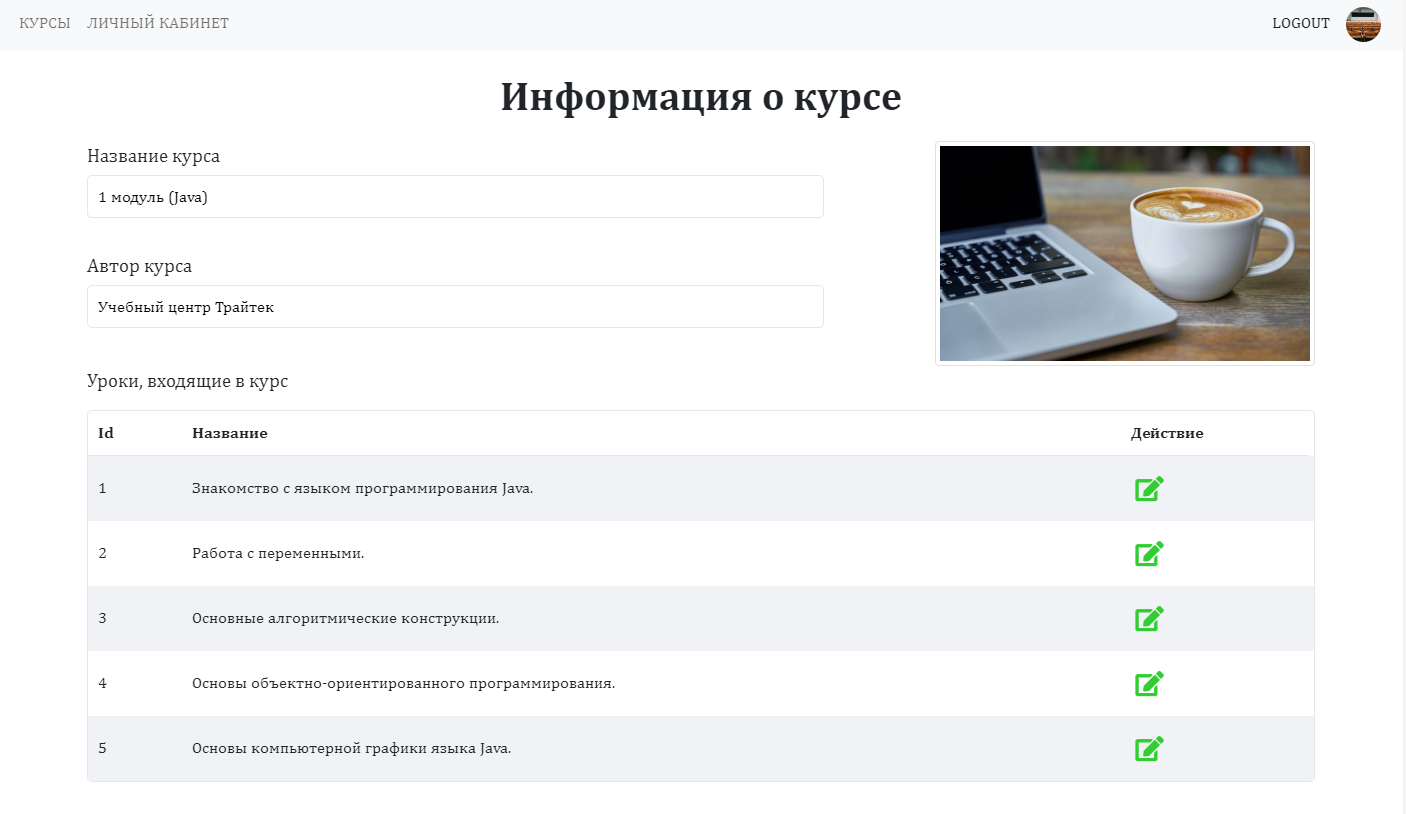 КУРСЫ ЛИЧНЫЙ КАБИНЕТ LOGOUT
Информация о курсе
Название курса
1 модуль (Java)
Автор курса
Учебный центр Трайтек
Уроки, входящие в курс
Id Название Действие
1 Знакомство с языком программирования Java.
2 Работа с переменными.
3 Основные алгоритмические конструкции.
4 Основы объектно-ориентированного программирования.
5 Основы компьютерной графики языка Java.